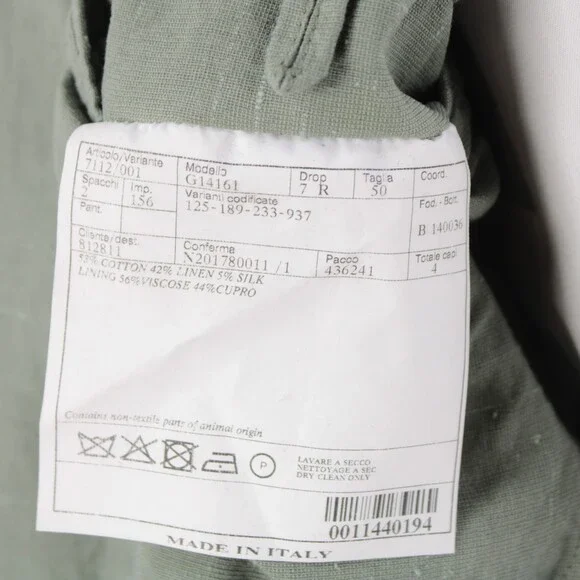 Articolo/Variante Modello Drop Taglia Coord.
7112/001 G14161 7 R 50
Spacchi Imp. Varianti codificate Fod. - Bott.
2 156 125-189-233-937
Pant. B 140036
Cliente/dest. Conferma Pacco Totale capi
812811 N201780011 /1 436241 4
53% COTTON 42% LINEN 5% SILK
LINING 56%VISCOSE 44%CUPRO
Contains non-textile parts of animal origin
P
LAVARE A SECCO
NETTOYAGE A SEC
DRY CLEAN ONLY
0011440194
MADE IN ITALY